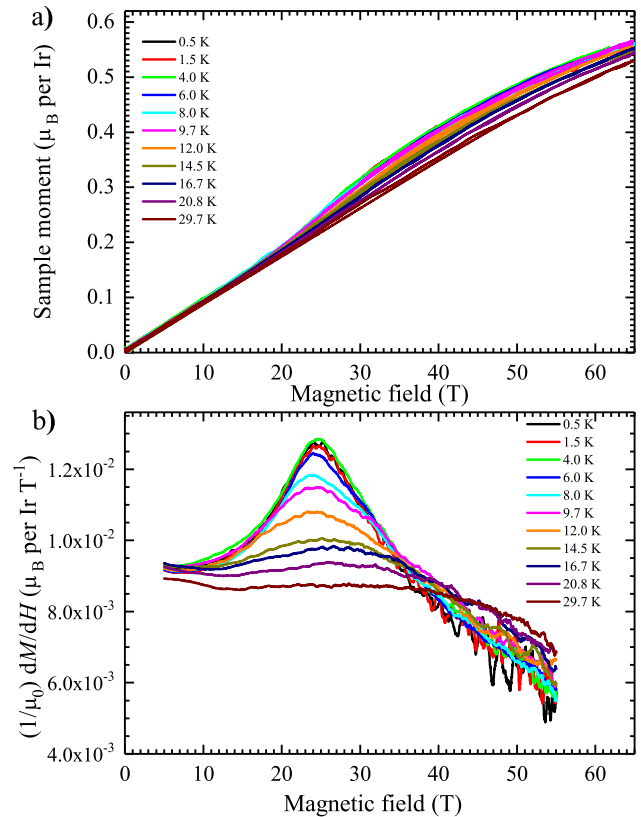 a)
Sample moment (μB per Ir)
0.6
0.5
0.4
0.3
0.2
0.1
0.0
0.5 K
1.5 K
4.0 K
6.0 K
8.0 K
9.7 K
12.0 K
14.5 K
16.7 K
20.8 K
29.7 K
0 10 20 30 40 50 60
Magnetic field (T)
b)
(1/μ0) dM/dH (μB per Ir T-1)
1.2x10-2
1.0x10-2
8.0x10-3
6.0x10-3
4.0x10-3
0.5 K
1.5 K
4.0 K
6.0 K
8.0 K
9.7 K
12.0 K
14.5 K
16.7 K
20.8 K
29.7 K
0 10 20 30 40 50 60
Magnetic field (T)